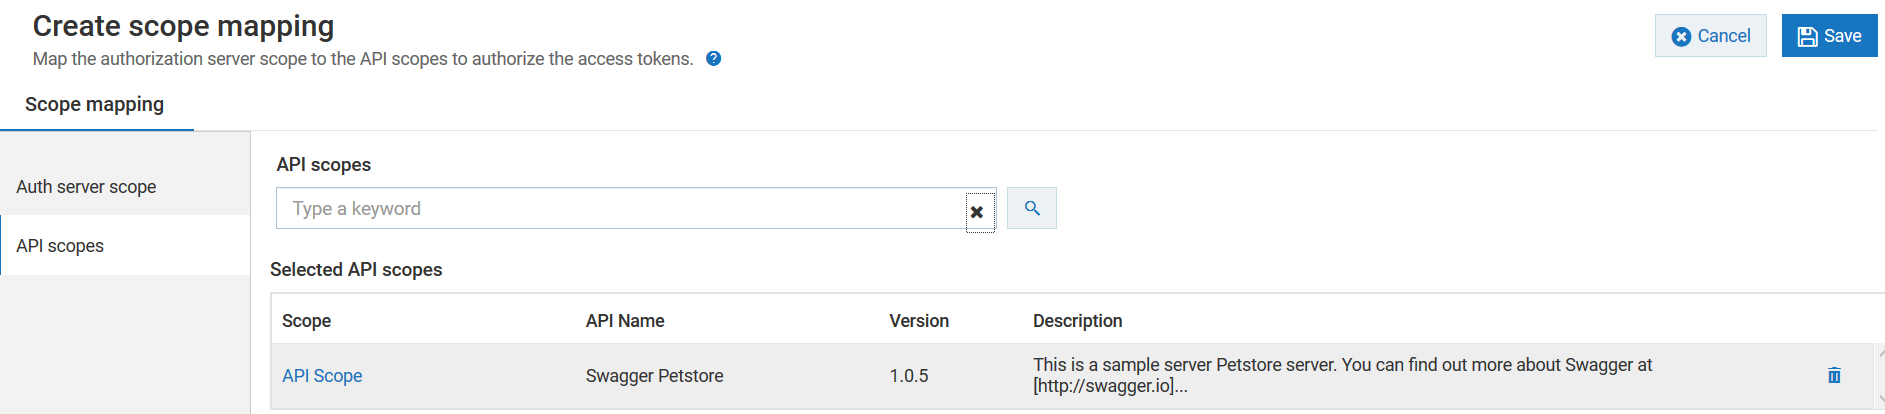 Create scope mapping
Cancel
Save
Map the authorization server scope to the API scopes to authorize the access tokens. ?
Scope mapping
Auth server scope
API scopes
API scopes
Type a keyword
Selected API scopes
Scope API Name Version Description
API Scope Swagger Petstore 1.0.5 This is a sample server Petstore server. You can find out more about Swagger at
[http://swagger.io]...